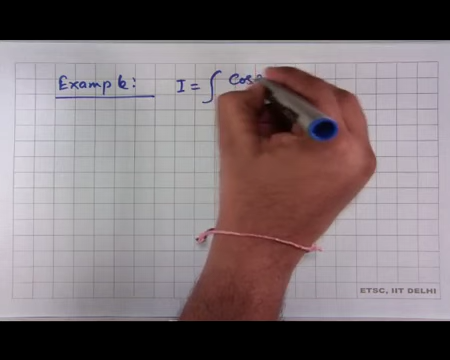 Example: I = ∫ cos
ETSC, IIT DELHI